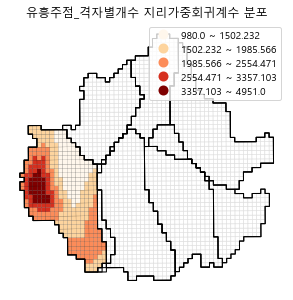 유흥주점_격자별개수 지리가중회귀계수 분포
980.0 ~ 1502.232
1502.232 ~ 1985.566
1985.566 ~ 2554.471
2554.471 ~ 3357.103
3357.103 ~ 4951.0